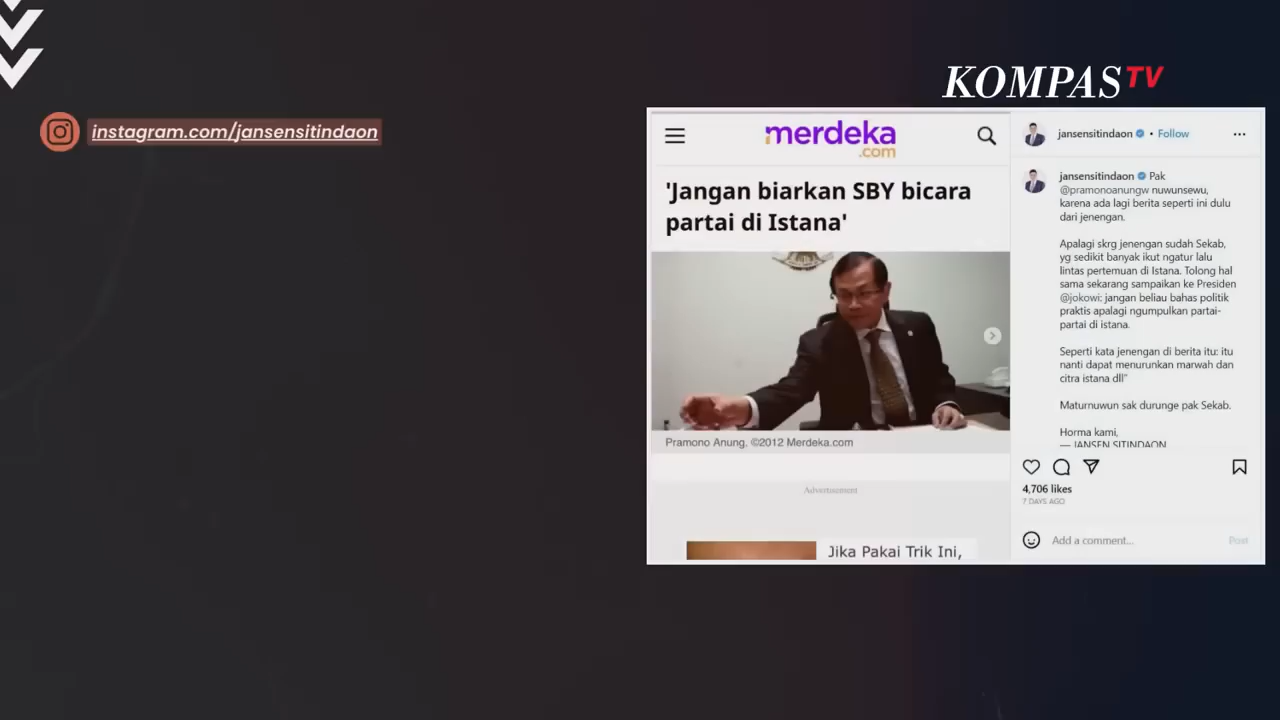 KOMPAS TV
instagram.com/jansensitindaon
merdeka
.com
'Jangan biarkan SBY bicara
partai di Istana'
Pramono Anung, ©2012 Merdeka.com
Advertisement
Jika Pakai Trik Ini,
jansensitindaon • Follow
jansensitindaon Pak
@pramonoanungw nuwunsewu,
karena ada lagi berita seperti ini dulu
dari jenengan.
Apalagi skrg jenengan sudah Sekab,
yg sedikit banyak ikut ngatur lalu
lintas pertemuan di Istana. Tolong hal
sama sekarang sampaikan ke Presiden
@jokowi: jangan beliau bahas politik
praktis apalagi ngumpulkan partai-
partai di istana.
Seperti kata jenengan di berita itu: itu
nanti dapat menurunkan marwah dan
citra istana dll"
Maturnuwun sak durunge pak Sekab.
Horma kami,
— JANSEN SITINDAON
4,706 likes
7 DAYS AGO
Add a comment...
Post